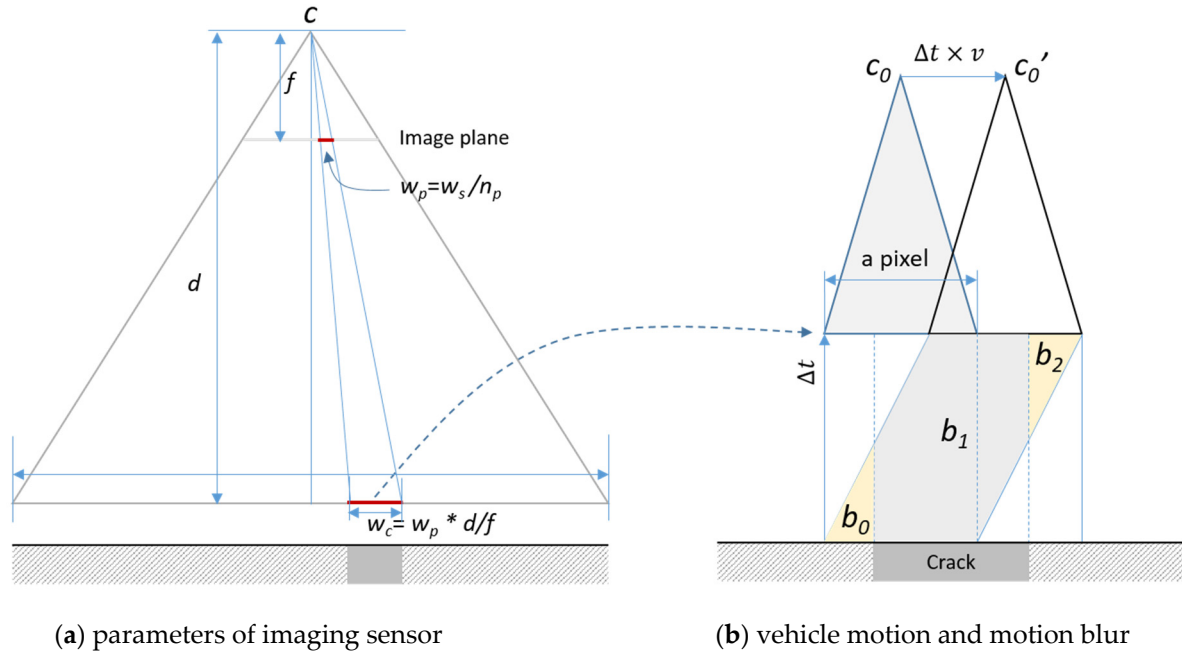 c
f
Image plane
w_p=w_s/n_p
d
w_c= w_p * d/f
(a) parameters of imaging sensor
Δt × v
c_0
c_0′
a pixel
Δt
b_2
b_1
b_0
Crack
(b) vehicle motion and motion blur